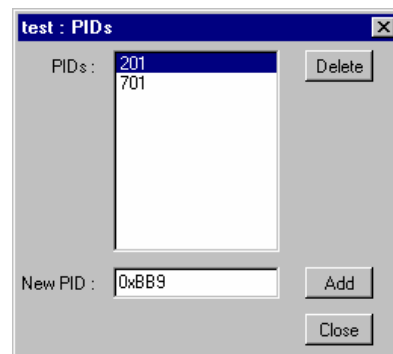 test : PIDs
PIDs : 201 Delete
701
New PID : 0xBB9 Add
Close